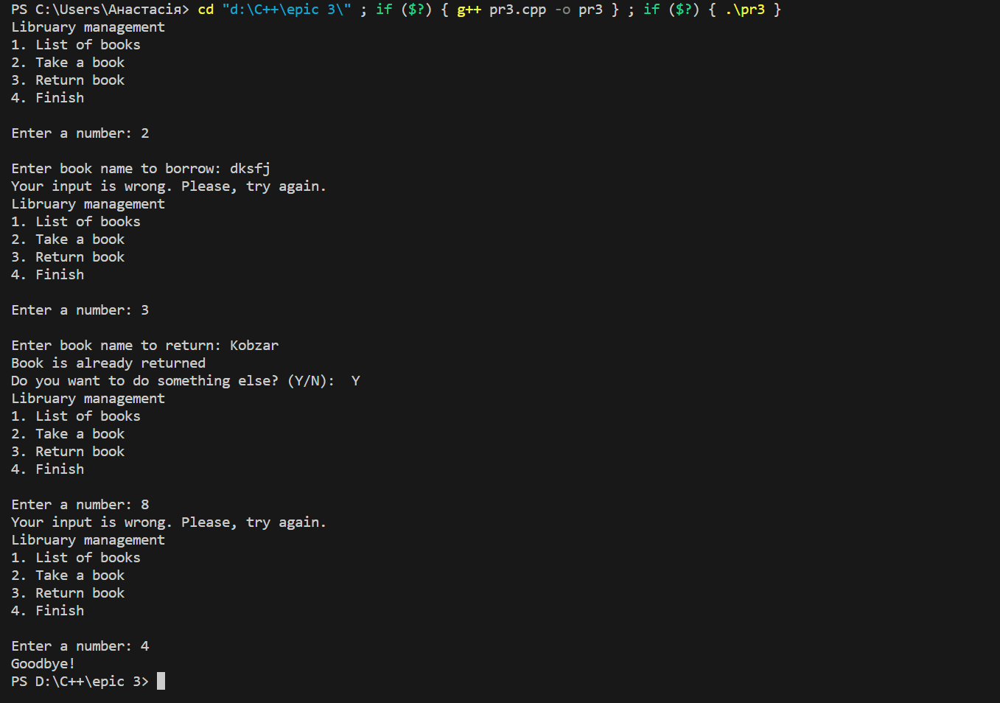 PS C:\Users\Анастасія> cd "d:\C++\epic 3\" ; if ($?) { g++ pr3.cpp -o pr3 } ; if ($?) { .\pr3 }
Libruary management
1. List of books
2. Take a book
3. Return book
4. Finish
Enter a number: 2
Enter book name to borrow: dksfj
Your input is wrong. Please, try again.
Libruary management
1. List of books
2. Take a book
3. Return book
4. Finish
Enter a number: 3
Enter book name to return: Kobzar
Book is already returned
Do you want to do something else? (Y/N):  Y
Libruary management
1. List of books
2. Take a book
3. Return book
4. Finish
Enter a number: 8
Your input is wrong. Please, try again.
Libruary management
1. List of books
2. Take a book
3. Return book
4. Finish
Enter a number: 4
Goodbye!
PS D:\C++\epic 3>